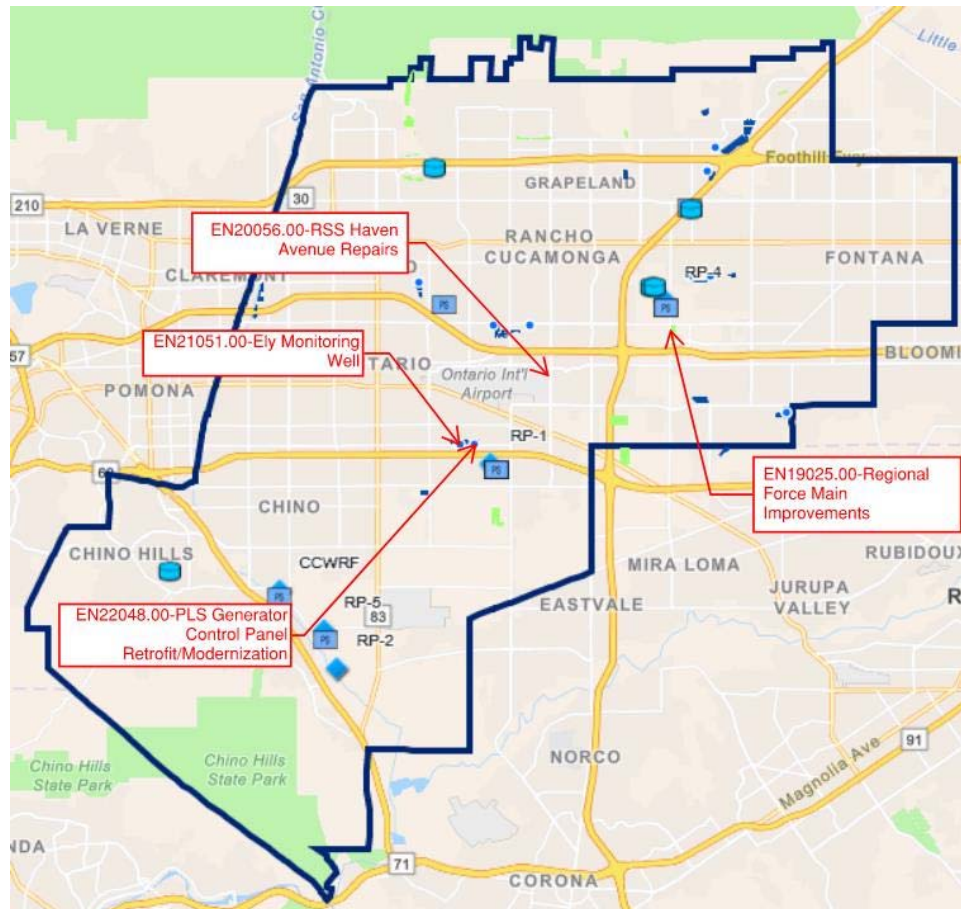 San Antonio C
Little
Foothill Fwy
210
30
GRAPELAND
LA VERNE
EN20056.00-RSS Haven
Avenue Repairs
RANCHO
CUCAMONGA
FONTANA
CLAREMONT
RP-4
PS
PS
EN21051.00-Ely Monitoring
Well
57
TARIO
Ontario Int'l
Airport
BLOOMI
POMONA
RP-1
PS
60
EN19025.00-Regional
Force Main
Improvements
CHINO
CHINO HILLS
CCWRF
MIRA LOMA
RUBIDOUX
JURUPA
VALLEY
R
PS
RP-5
83
EASTVALE
EN22048.00-PLS Generator
Control Panel
Retrofit/Modernization
PS
RP-2
Chino Hills
State Park
Chino Hills
State Park
NORCO
Magnolia Ave
91
NDA
71
CORONA